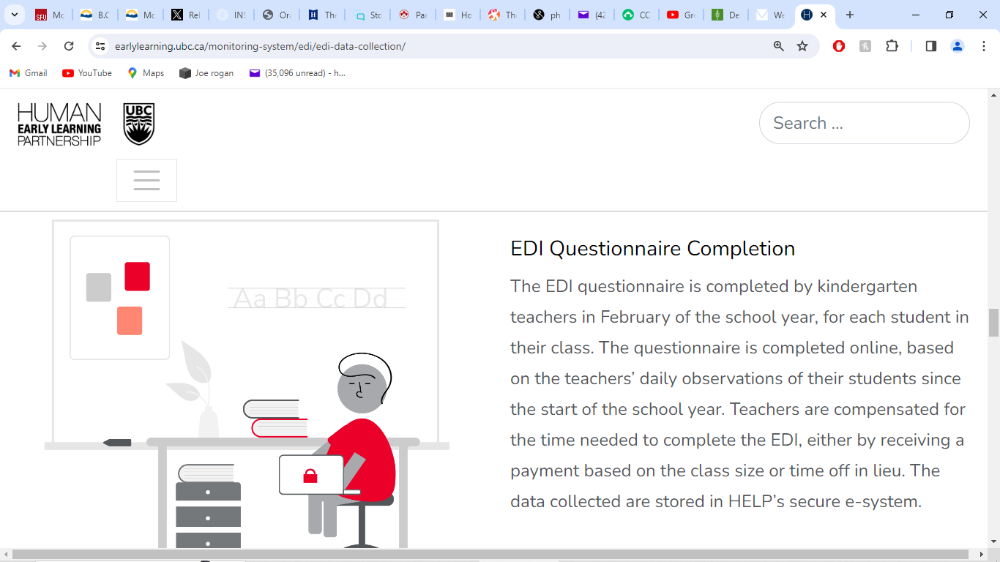 Mc
B.C
Mc
Rel
INS
Ora
The
Sto
Par
Ho
The
ph
(42
CC
Gr
De
We
earlylearning.ubc.ca/monitoring-system/edi/edi-data-collection/
Gmail
YouTube
Maps
Joe rogan
(35,096 unread) - h...
HUMAN
EARLY LEARNING
PARTNERSHIP
UBC
Search ...
EDI Questionnaire Completion
Aa Bb Cc Dd
The EDI questionnaire is completed by kindergarten
teachers in February of the school year, for each student in
their class. The questionnaire is completed online, based
on the teachers’ daily observations of their students since
the start of the school year. Teachers are compensated for
the time needed to complete the EDI, either by receiving a
payment based on the class size or time off in lieu. The
data collected are stored in HELP’s secure e-system.